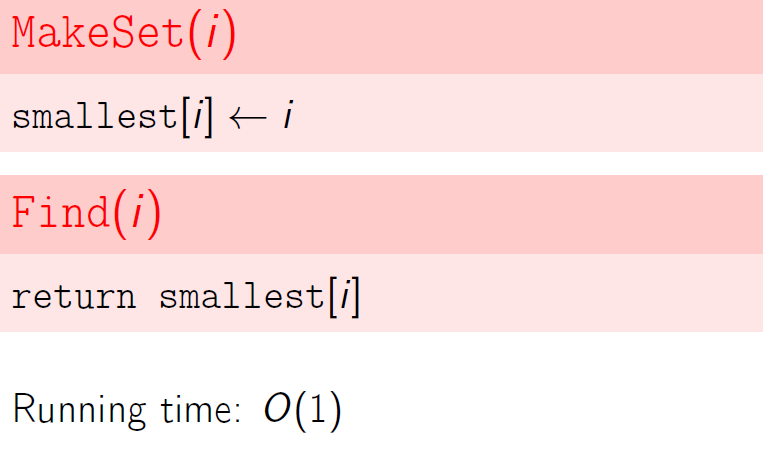 MakeSet(i)
smallest[i] ← i
Find(i)
return smallest[i]
Running time: O(1)